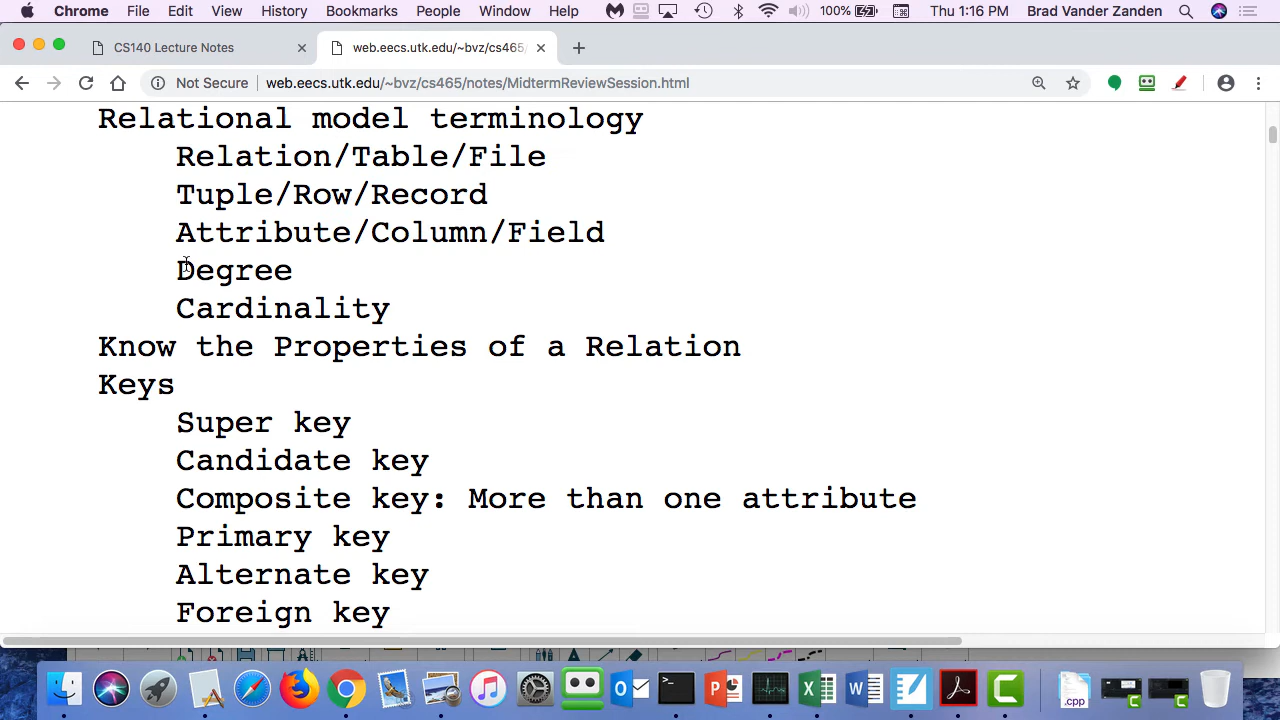 Chrome File Edit View History Bookmarks People Window Help 100% Thu 1:16 PM Brad Vander Zanden
CS140 Lecture Notes web.eecs.utk.edu/~bvz/cs465/
Not Secure web.eecs.utk.edu/~bvz/cs465/notes/MidtermReviewSession.html
Relational model terminology
Relation/Table/File
Tuple/Row/Record
Attribute/Column/Field
Degree
Cardinality
Know the Properties of a Relation
Keys
Super key
Candidate key
Composite key: More than one attribute
Primary key
Alternate key
Foreign key
.cpp